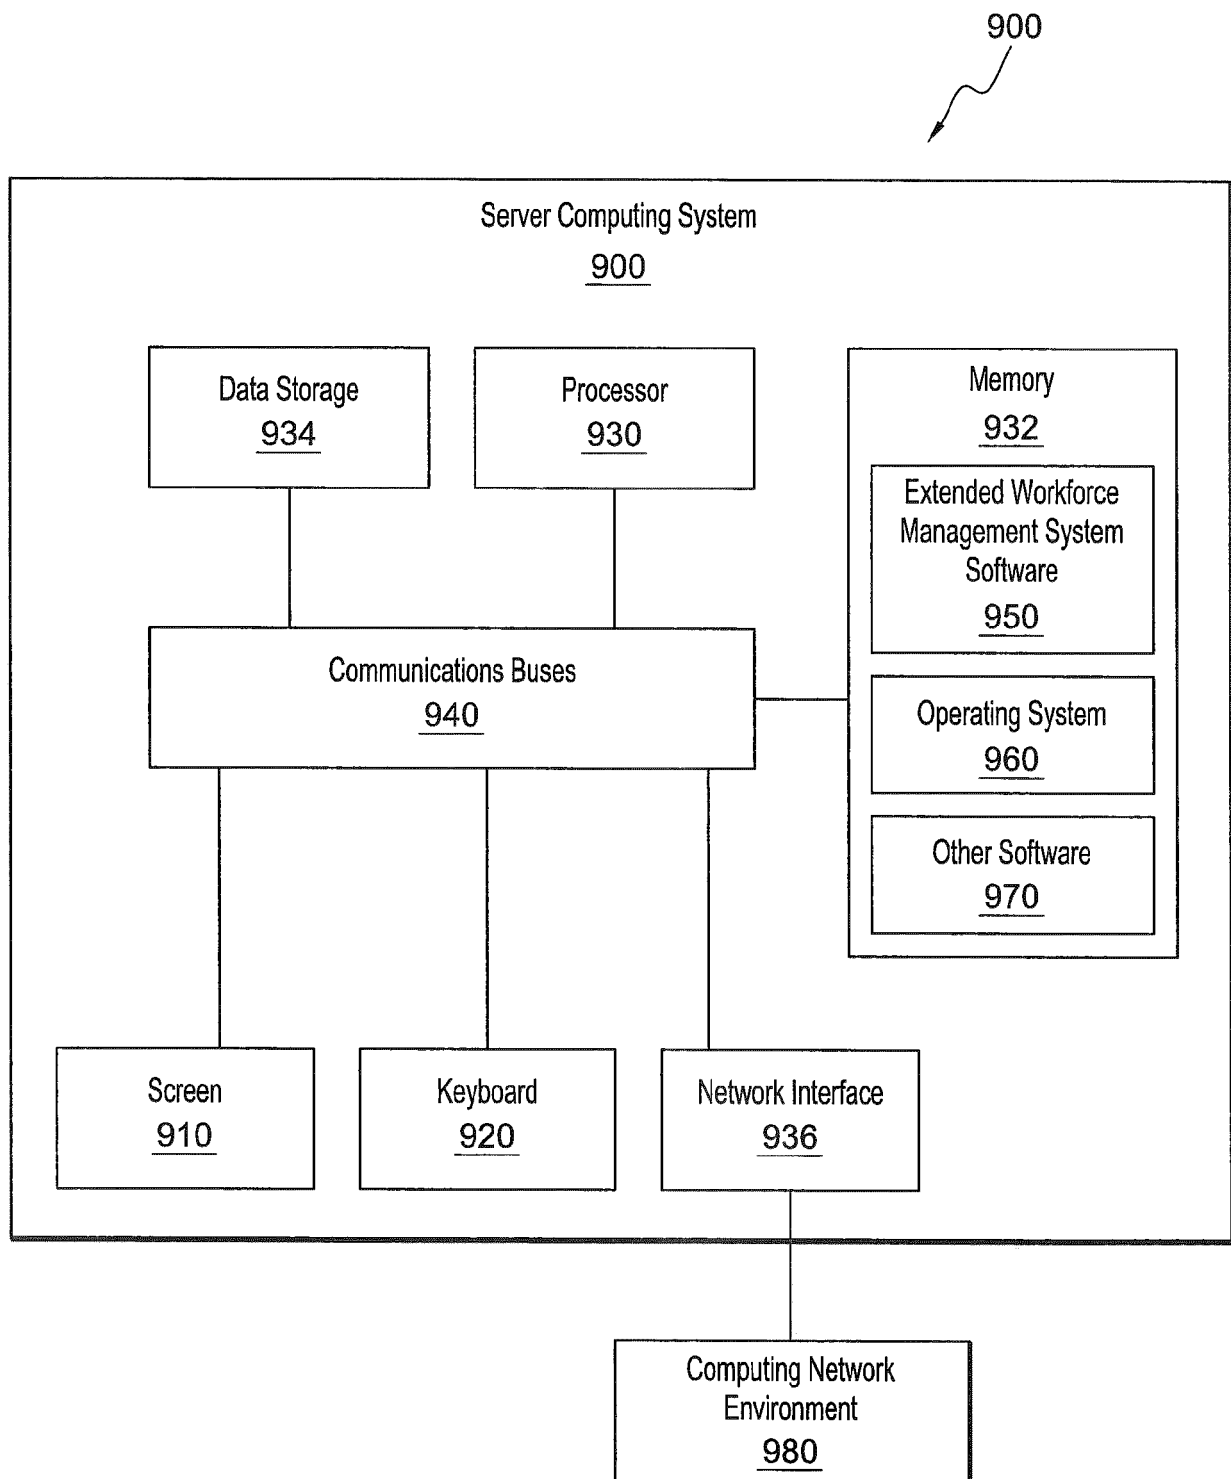 900
Server Computing System
900
Data Storage
934
Processor
930
Memory
932
Extended Workforce
Management System
Software
950
Communications Buses
940
Operating System
960
Other Software
970
Screen
910
Keyboard
920
Network Interface
936
Computing Network
Environment
980